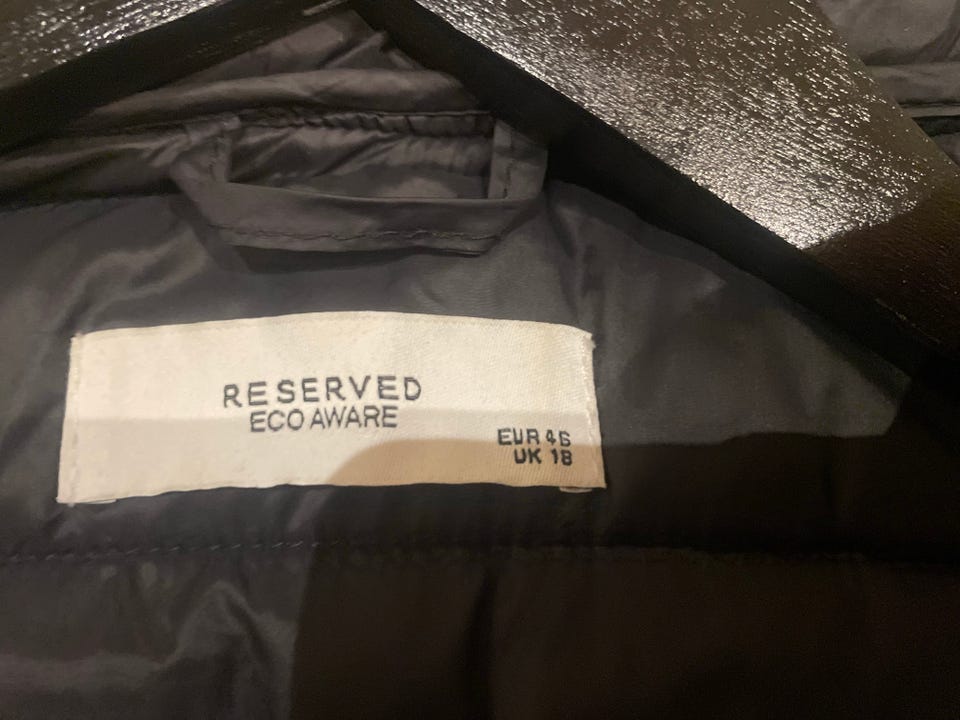 RESERVED
ECO AWARE
EUR 46
UK 18